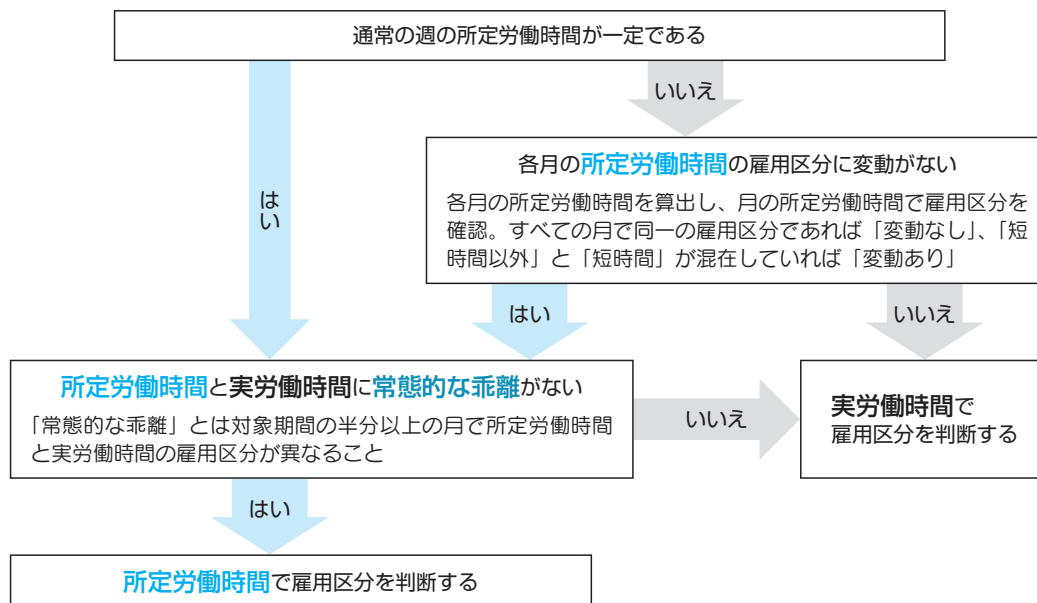 通常の週の所定労働時間が一定である
いいえ
はい
各月の所定労働時間の雇用区分に変動がない
各月の所定労働時間を算出し、月の所定労働時間で雇用区分を
確認。すべての月で同一の雇用区分であれば「変動なし」、「短
時間以外」と「短時間」が混在していれば「変動あり」
はい
いいえ
所定労働時間と実労働時間に常態的な乖離がない
「常態的な乖離」とは対象期間の半分以上の月で所定労働時間
と実労働時間の雇用区分が異なること
いいえ
実労働時間で
雇用区分を判断する
はい
所定労働時間で雇用区分を判断する